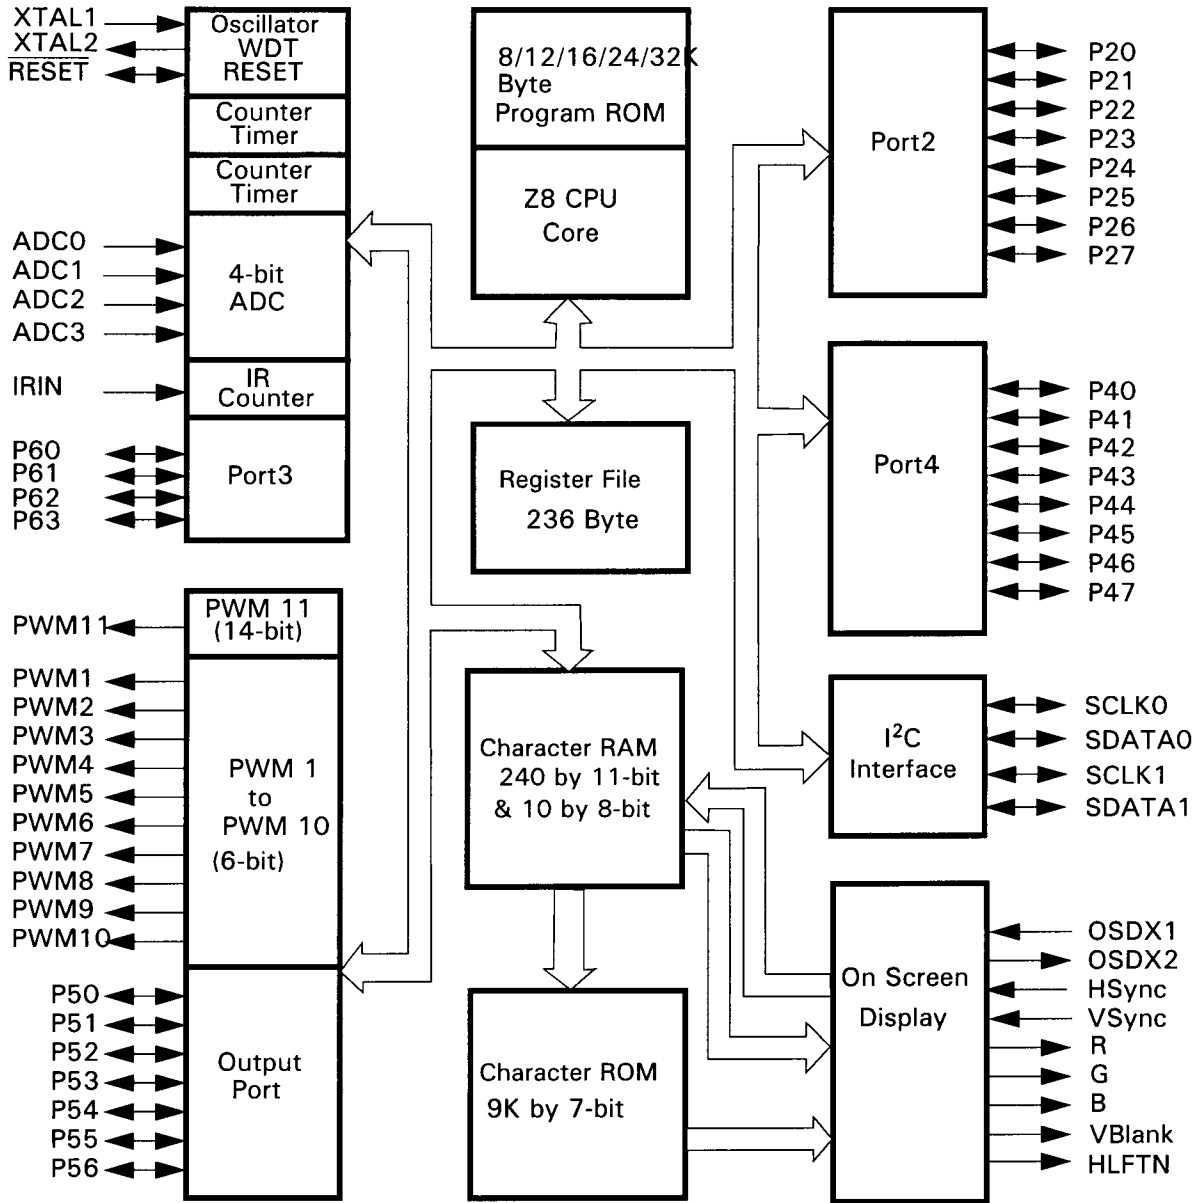 XTAL1
XTAL2
RESET
Oscillator
WDT
RESET
Counter
Timer
Counter
Timer
ADC0
ADC1
ADC2
ADC3
4-bit
ADC
IRIN
IR
Counter
P60
P61
P62
P63
Port3
8/12/16/24/32K
Byte
Program ROM
Z8 CPU
Core
Register File
236 Byte
Port2
P20
P21
P22
P23
P24
P25
P26
P27
Port4
P40
P41
P42
P43
P44
P45
P46
P47
PWM11
PWM 11
(14-bit)
PWM1
PWM2
PWM3
PWM4
PWM5
PWM6
PWM7
PWM8
PWM9
PWM10
PWM 1
to
PWM 10
(6-bit)
P50
P51
P52
P53
P54
P55
P56
Output
Port
Character RAM
240 by 11-bit
& 10 by 8-bit
Character ROM
9K by 7-bit
I²C
Interface
SCLK0
SDATA0
SCLK1
SDATA1
On Screen
Display
OSDX1
OSDX2
HSync
VSync
R
G
B
VBlank
HLFTN